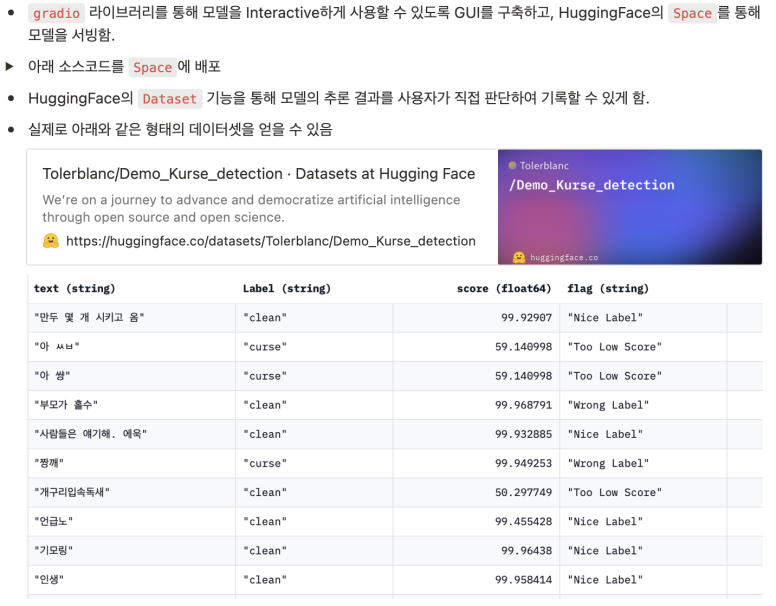 gradio 라이브러리를 통해 모델을 Interactive하게 사용할 수 있도록 GUI를 구축하고, HuggingFace의 Space 를 통해
모델을 서빙함.
아래 소스코드를 Space 에 배포
HuggingFace의 Dataset 기능을 통해 모델의 추론 결과를 사용자가 직접 판단하여 기록할 수 있게 함.
실제로 아래와 같은 형태의 데이터셋을 얻을 수 있음
Tolerblanc/Demo_Kurse_detection · Datasets at Hugging Face
We're on a journey to advance and democratize artificial intelligence
through open source and open science.
https://huggingface.co/datasets/Tolerblanc/Demo_Kurse_detection
Tolerblanc
/Demo_Kurse_detection
huggingface.co
text (string) Label (string) score (float64) flag (string)
"만두 몇 개 시키고 옴" "clean" 99.92907 "Nice Label"
"아 ㅆㅂ" "curse" 59.140998 "Too Low Score"
"아 썅" "curse" 59.140998 "Too Low Score"
"부모가 홀수" "clean" 99.968791 "Wrong Label"
"사람들은 얘기해. 에욱" "clean" 99.932885 "Nice Label"
"짱깨" "curse" 99.949253 "Wrong Label"
"개구리입속독새" "clean" 50.297749 "Too Low Score"
"언급노" "clean" 99.455428 "Nice Label"
"기모링" "clean" 99.96438 "Nice Label"
"인생" "clean" 99.958414 "Nice Label"